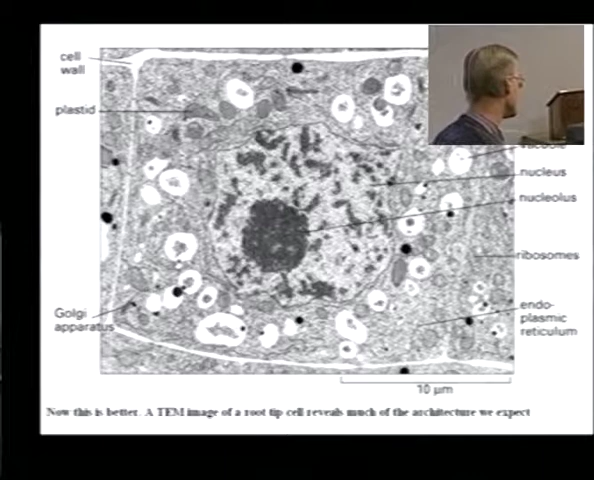 cell
wall
plastid
vacuole
nucleus
nucleolus
ribosomes
Golgi
apparatus
endo-
plasmic
reticulum
10 µm
Now this is better. A TEM image of a root tip cell reveals much of the architecture we expect